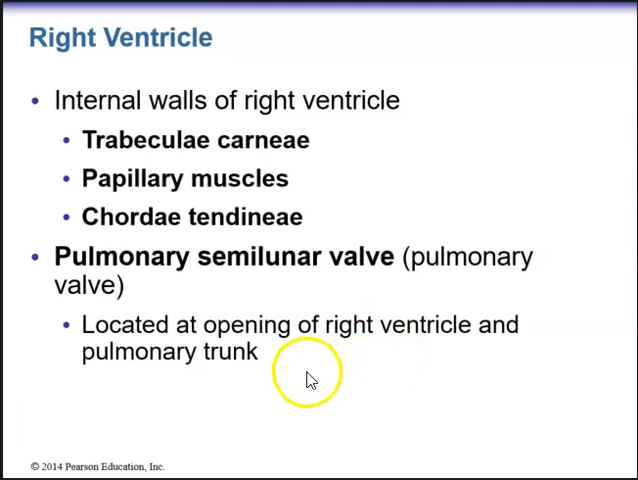 Right Ventricle
• Internal walls of right ventricle
• Trabeculae carneae
• Papillary muscles
• Chordae tendineae
• Pulmonary semilunar valve (pulmonary
valve)
• Located at opening of right ventricle and
pulmonary trunk
© 2014 Pearson Education, Inc.